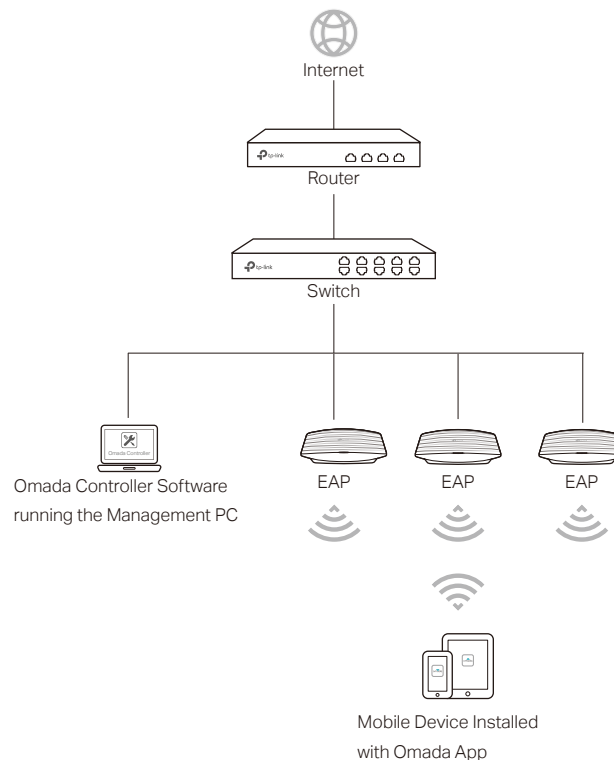 Internet
tp-link
Router
tp-link
Switch
Omada Controller
Omada Controller Software
running the Management PC
EAP
EAP
EAP
Mobile Device Installed
with Omada App